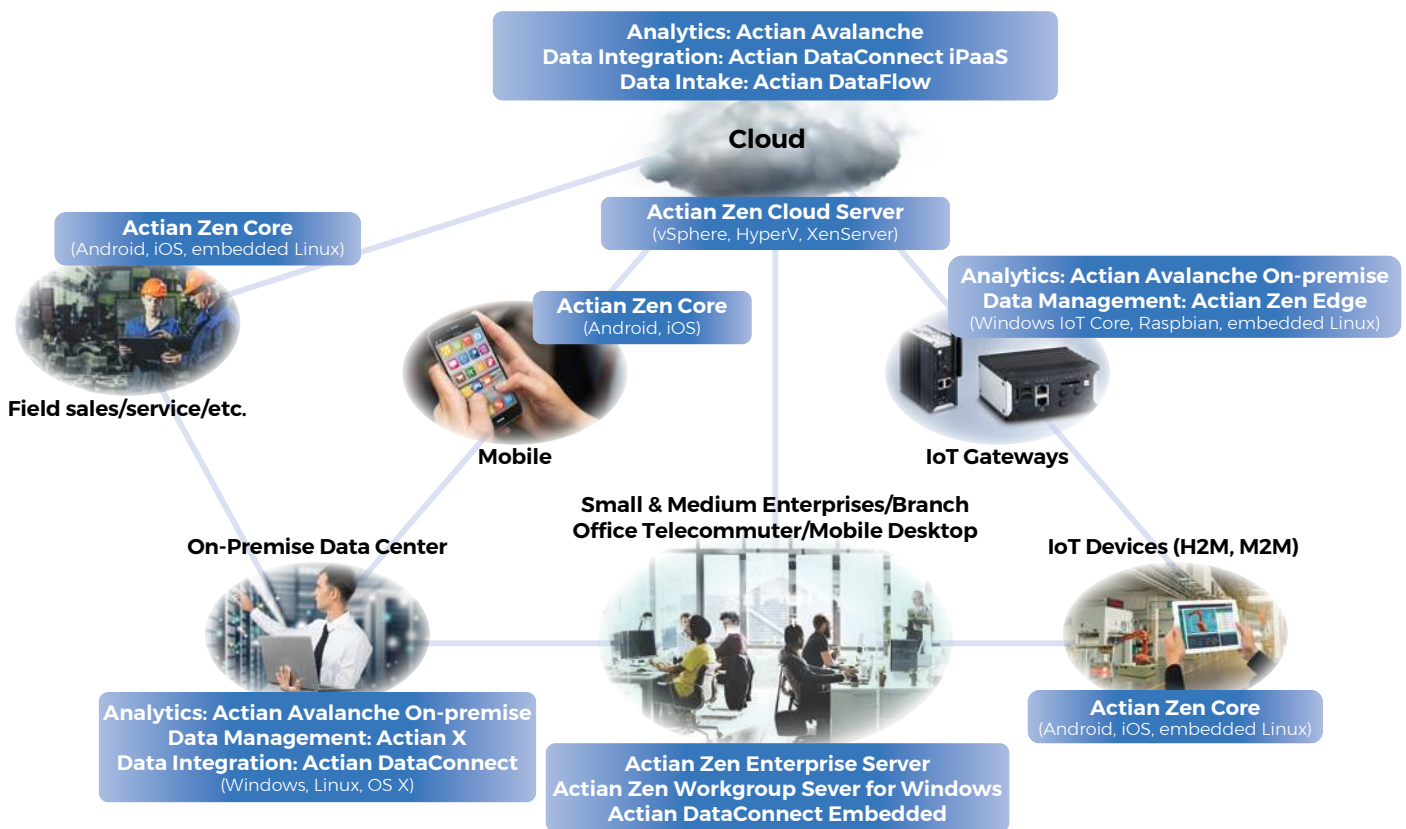 Analytics: Actian Avalanche
Data Integration: Actian DataConnect iPaaS
Data Intake: Actian DataFlow
Cloud
Actian Zen Cloud Server
(vSphere, HyperV, XenServer)
Actian Zen Core
(Android, iOS, embedded Linux)
Field sales/service/etc.
Actian Zen Core
(Android, iOS)
Mobile
Analytics: Actian Avalanche On-premise
Data Management: Actian Zen Edge
(Windows IoT Core, Raspbian, embedded Linux)
IoT Gateways
On-Premise Data Center
Analytics: Actian Avalanche On-premise
Data Management: Actian X
Data Integration: Actian DataConnect
(Windows, Linux, OS X)
Small & Medium Enterprises/Branch
Office Telecommuter/Mobile Desktop
Actian Zen Enterprise Server
Actian Zen Workgroup Sever for Windows
Actian DataConnect Embedded
IoT Devices (H2M, M2M)
Actian Zen Core
(Android, iOS, embedded Linux)